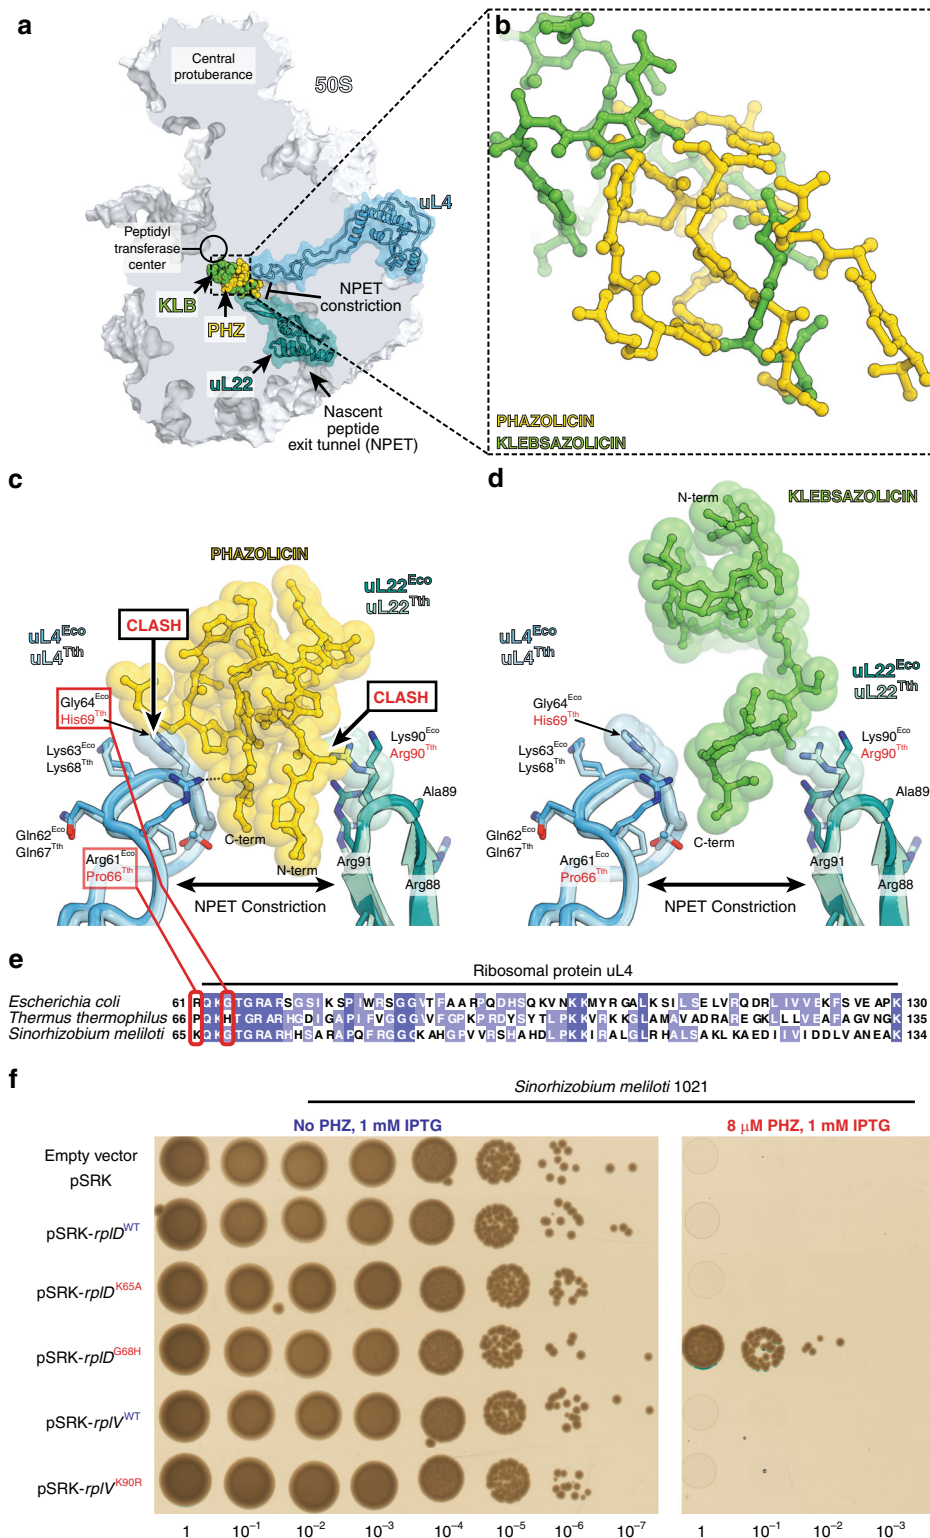 a
Central
protuberance
50S
uL4
Peptidyl
transferase
center
KLB
PHZ
NPET
constriction
uL22
Nascent
peptide
exit tunnel (NPET)
b
PHAZOLICIN
KLEBSAZOLICIN
c
PHAZOLICIN
uL22Eco
uL22Tth
CLASH
uL4Eco
uL4Tth
CLASH
Gly64Eco
His69Tth
Lys63Eco
Lys68Tth
Lys90Eco
Arg90Tth
Ala89
Gln62Eco
Gln67Tth
Arg61Eco
Pro66Tth
C-term
N-term
Arg91
Arg88
NPET Constriction
d
N-term
KLEBSAZOLICIN
uL4Eco
uL4Tth
uL22Eco
uL22Tth
Gly64Eco
His69Tth
Lys63Eco
Lys68Tth
Lys90Eco
Arg90Tth
Ala89
Gln62Eco
Gln67Tth
Arg61Eco
Pro66Tth
C-term
Arg91
Arg88
NPET Constriction
e
Ribosomal protein uL4
Escherichia coli 61 RQKGTGRARSGSIKSPIWRSGGVTFAARPQDHSQKVNKKMYRGALKSILSELVRQDRLIVVEKFSVEAPK 130
Thermus thermophilus 66 PQKHTGRARHGDIGAPIFVGGGVVFGPKPRDYSYTLPKKVRKKGLAMAVADRAREGKLLLVEAFAGVNGK 135
Sinorhizobium meliloti 65 KQKGTGRARHHSARAPQFRGGGKAHGPVVRSHAHDLPKKIRALGLRHALSAKLKAEDIIVIDDLVANEAK 134
f
Sinorhizobium meliloti 1021
No PHZ, 1 mM IPTG
8 µM PHZ, 1 mM IPTG
Empty vector
pSRK
pSRK-rplDWT
pSRK-rplDK65A
pSRK-rplDG68H
pSRK-rplVWT
pSRK-rplVK90R
1 10−1 10−2 10−3 10−4 10−5 10−6 10−7 1 10−1 10−2 10−3